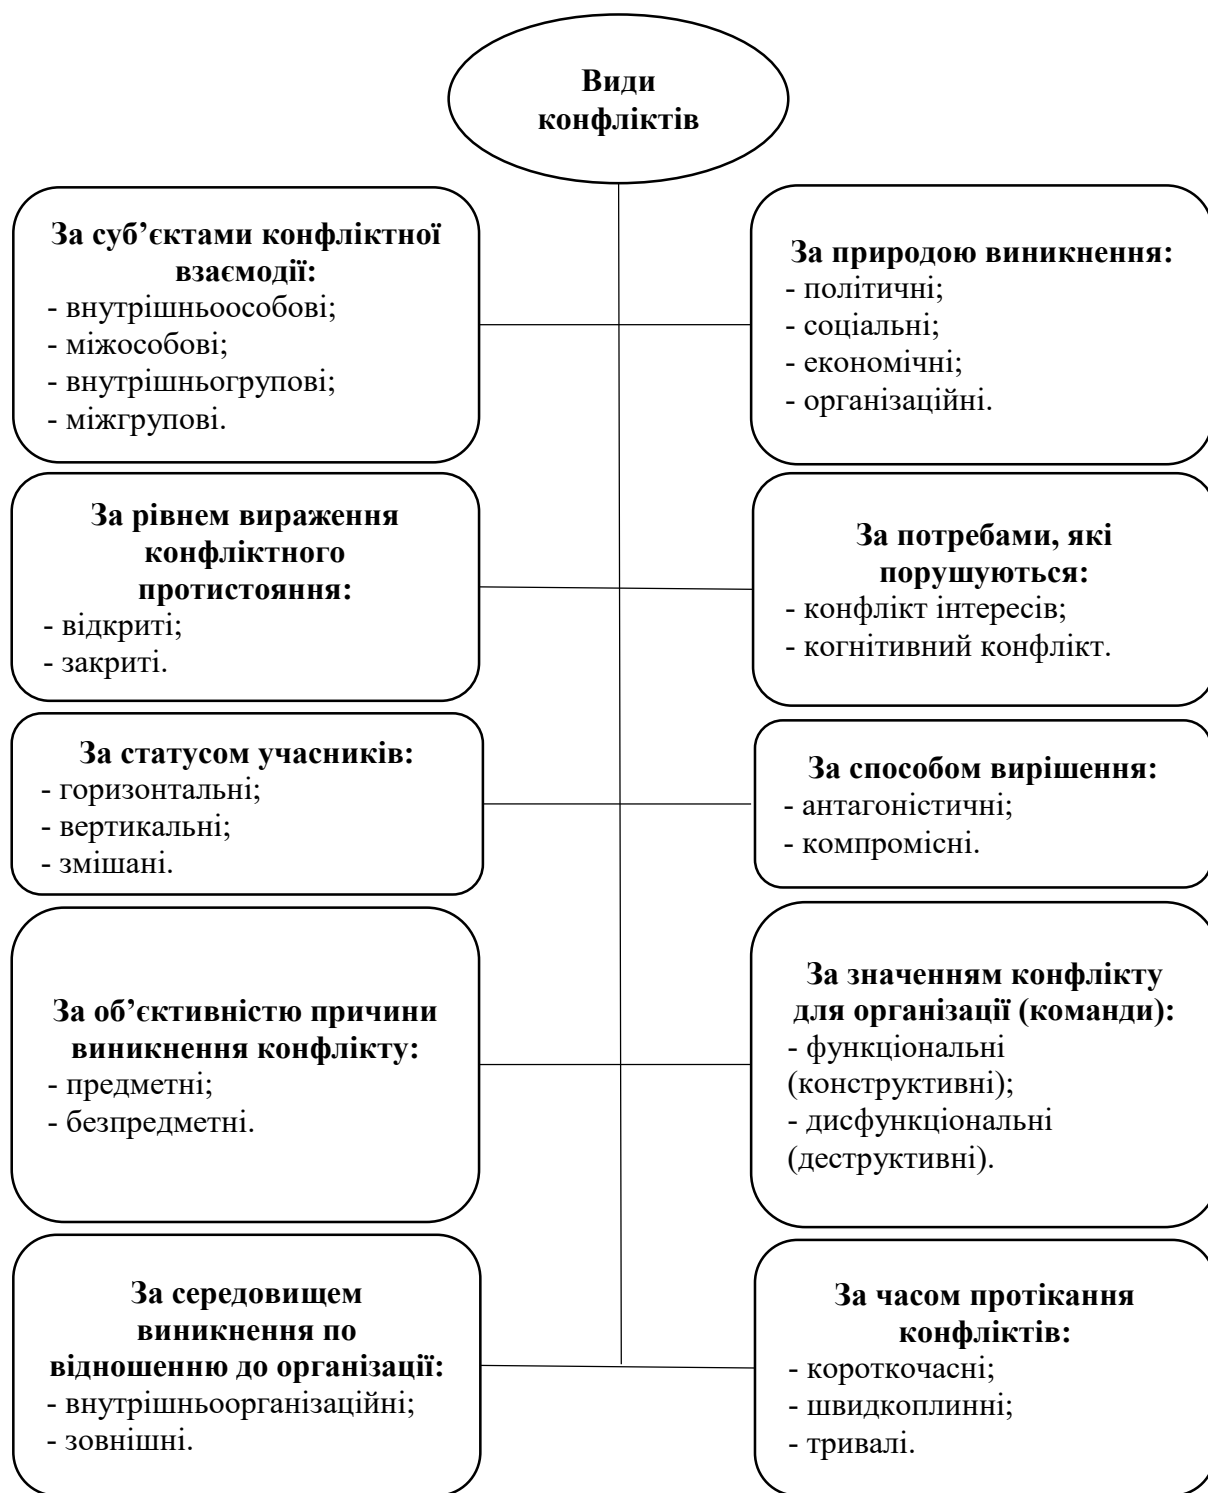 Види
конфліктів
За суб’єктами конфліктної
взаємодії:
- внутрішньоособові;
- міжособові;
- внутрішньогрупові;
- міжгрупові.
За природою виникнення:
- політичні;
- соціальні;
- економічні;
- організаційні.
За рівнем вираження
конфліктного
протистояння:
- відкриті;
- закриті.
За потребами, які
порушуються:
- конфлікт інтересів;
- когнітивний конфлікт.
За статусом учасників:
- горизонтальні;
- вертикальні;
- змішані.
За способом вирішення:
- антагоністичні;
- компромісні.
За об’єктивністю причини
виникнення конфлікту:
- предметні;
- безпредметні.
За значенням конфлікту
для організації (команди):
- функціональні
(конструктивні);
- дисфункціональні
(деструктивні).
За середовищем
виникнення по
відношенню до організації:
- внутрішньоорганізаційні;
- зовнішні.
За часом протікання
конфліктів:
- короткочасні;
- швидкоплинні;
- тривалі.